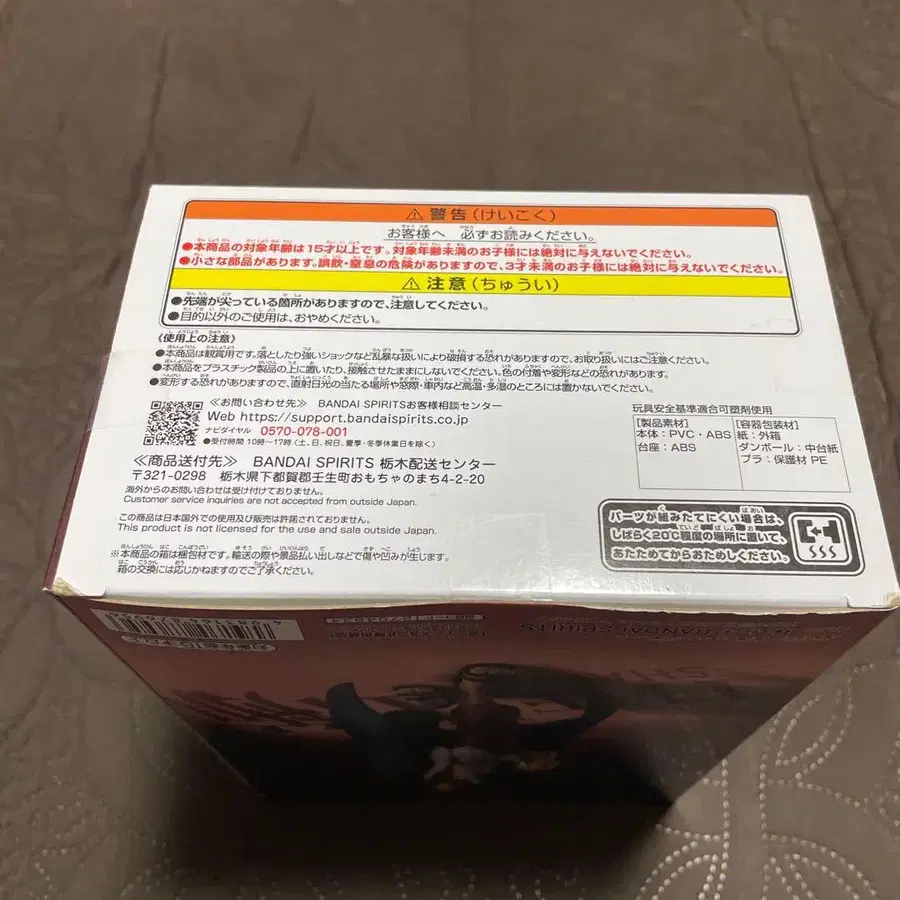 ⚠警告(けいこく)
お客様へ 必ずお読みください。
●本商品の対象年齢は15才以上です。対象年齢未満のお子様には絶対に与えないでください。
●小さな部品があります。誤飲・窒息の危険がありますので、3才未満のお子様には絶対に与えないでください。
⚠注意(ちゅうい)
●先端が尖っている箇所がありますので、注意してください。
●目的以外のご使用は、おやめください。
《使用上の注意》
●本商品は観賞用です。落としたり強いショックなど乱暴な扱いにより破損する恐れがありますので、お取り扱いにはご注意ください。
●本商品をプラスチック製品の上に置いたり、接触させたままにしないでください。色の付着や変形などの恐れがあります。
●変形する恐れがありますので、直射日光の当たる場所や窓際・車内など高温・多湿のところには置かないでください。
≪お問い合わせ先≫ BANDAI SPIRITSお客様相談センター
Web https://support.bandaispirits.co.jp
ナビダイヤル 0570-078-001
●受付時間 10時～17時(土、日、祝日、夏季・冬季休業日を除く)
≪商品送付先≫ BANDAI SPIRITS 栃木配送センター
〒321-0298 栃木県下都賀郡壬生町おもちゃのまち4-2-20
海外からのお問い合わせは受け付けておりません。
Customer service inquiries are not accepted from outside Japan.
この商品は日本国外での使用及び販売は許諾されておりません。
This product is not licensed for the use and sale outside Japan.
※本商品の箱は梱包材です。輸送の際や景品払い出しなどで傷や凹みが生じます。
箱の交換には応じかねますのでご了承ください。
玩具安全基準適合可塑剤使用
[製品素材]
本体:PVC・ABS
台座:ABS
[容器包装材]
紙:外箱
ダンボール:中台紙
プラ:保護材 PE
パーツが組みたてにくい場合は、
しばらく20℃程度の場所に置いて、
あたためてからおためしください。